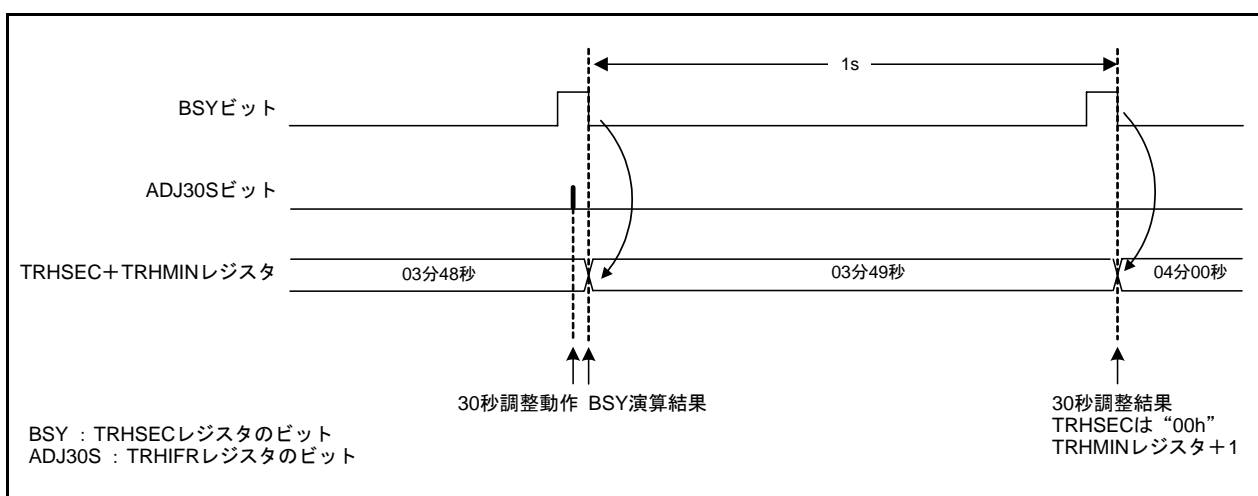 1s
BSYビット
ADJ30Sビット
TRHSEC＋TRHMINレジスタ
03分48秒
03分49秒
04分00秒
30秒調整動作
BSY演算結果
30秒調整結果
TRHSECは“00h”
TRHMINレジスタ＋1
BSY ：TRHSECレジスタのビット
ADJ30S ：TRHIFRレジスタのビット